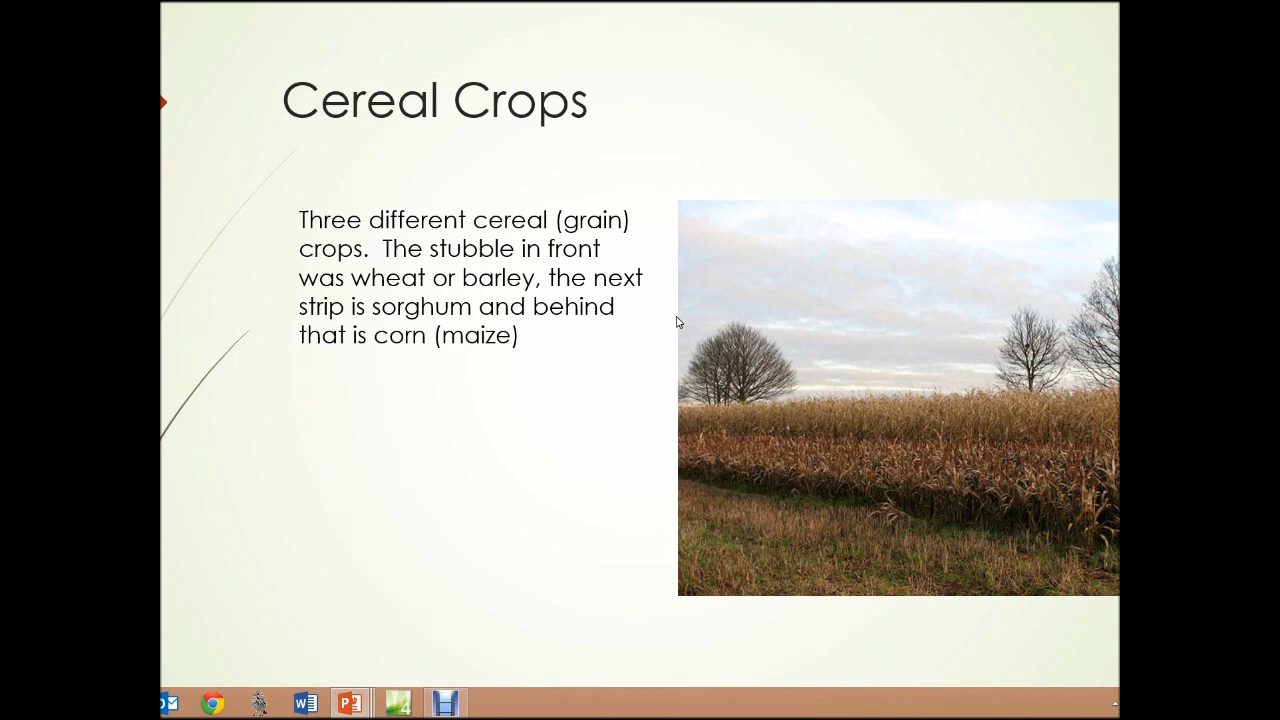 Cereal Crops
Three different cereal (grain)
crops.  The stubble in front
was wheat or barley, the next
strip is sorghum and behind
that is corn (maize)